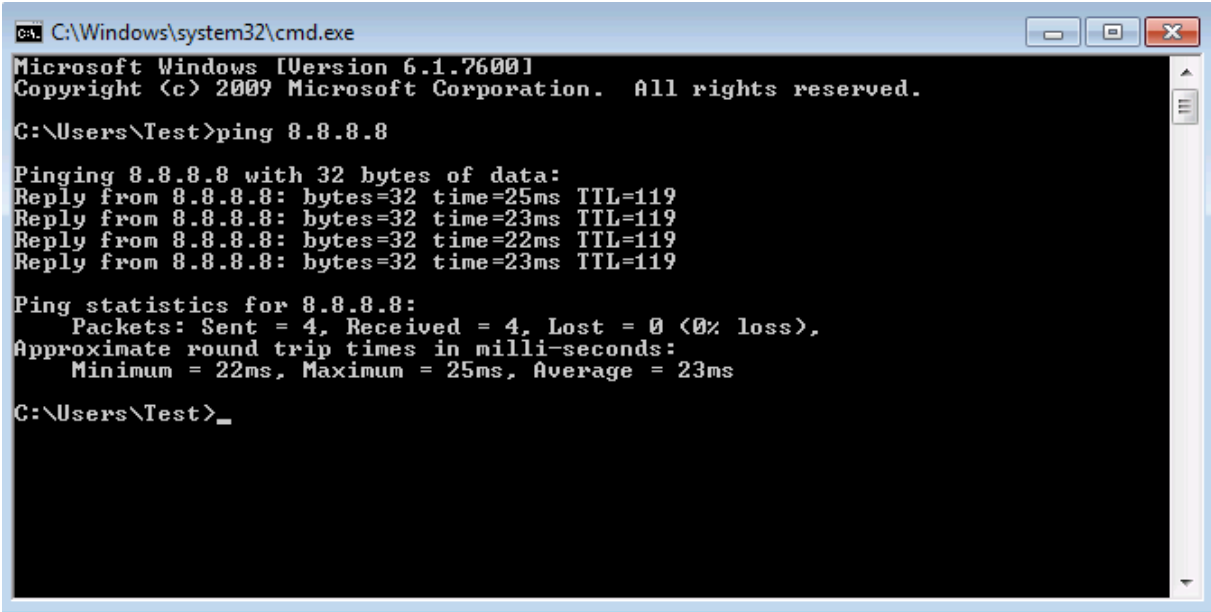 C:\Windows\system32\cmd.exe
Microsoft Windows [Version 6.1.7600]
Copyright (c) 2009 Microsoft Corporation.  All rights reserved.
C:\Users\Test>ping 8.8.8.8
Pinging 8.8.8.8 with 32 bytes of data:
Reply from 8.8.8.8: bytes=32 time=25ms TTL=119
Reply from 8.8.8.8: bytes=32 time=23ms TTL=119
Reply from 8.8.8.8: bytes=32 time=22ms TTL=119
Reply from 8.8.8.8: bytes=32 time=23ms TTL=119
Ping statistics for 8.8.8.8:
    Packets: Sent = 4, Received = 4, Lost = 0 (0% loss),
Approximate round trip times in milli-seconds:
    Minimum = 22ms, Maximum = 25ms, Average = 23ms
C:\Users\Test>_